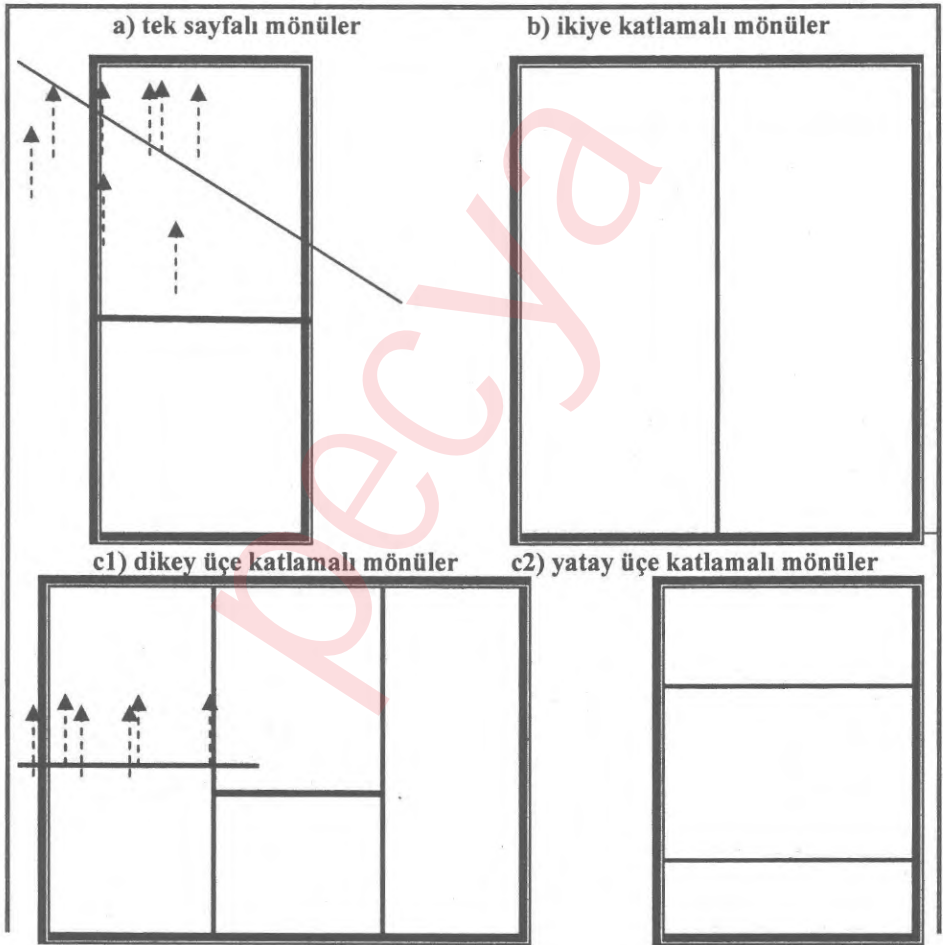 a) tek sayfalı mönüler
b) ikiye katlamalı mönüler
c1) dikey üçe katlamalı mönüler
c2) yatay üçe katlamalı mönüler
pecya